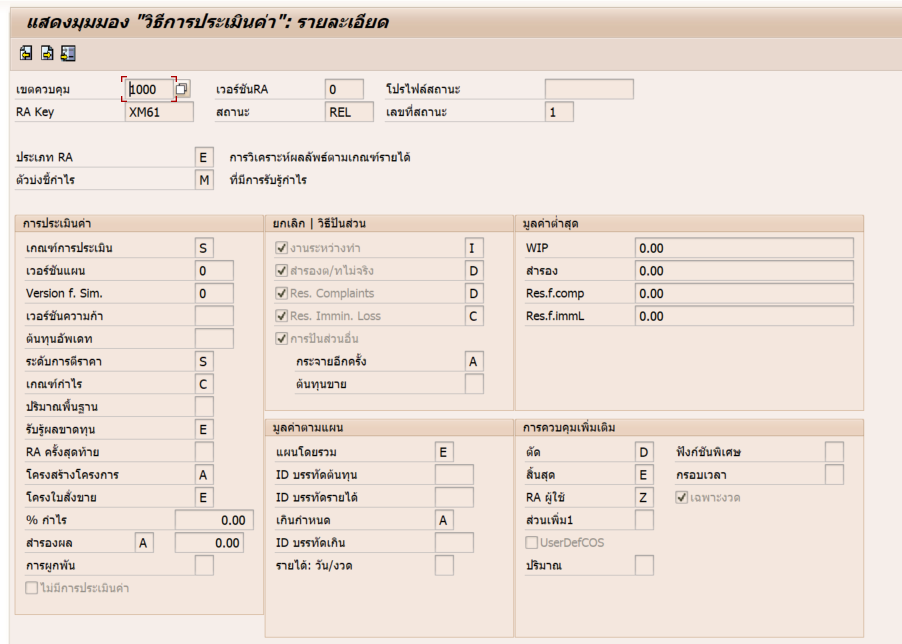 แสดงมุมมอง "วิธีการประเมินค่า": รายละเอียด
เขตควบคุม 1000 เวอร์ชันRA 0 โปรไฟล์สถานะ
RA Key XM61 สถานะ REL เลขที่สถานะ 1
ประเภท RA E การวิเคราะห์ผลลัพธ์ตามเกณฑ์รายได้
ตัวบ่งชี้กำไร M ที่มีการรับรู้กำไร
การประเมินค่า
เกณฑ์การประเมิน S
เวอร์ชันแผน 0
Version f. Sim. 0
เวอร์ชันความก้า
ต้นทุนอัพเดท
ระดับการตีราคา S
เกณฑ์กำไร C
ปริมาณพื้นฐาน
รับรู้ผลขาดทุน E
RA ครั้งสุดท้าย
โครงสร้างโครงการ A
โครงใบสั่งขาย E
% กำไร 0.00
สำรองผล A 0.00
การผูกพัน
ไม่มีการประเมินค่า
ยกเลิก | วิธีปันส่วน
งานระหว่างทำ I
สำรองต/ทไม่จริง D
Res. Complaints D
Res. Immin. Loss C
การปันส่วนอื่น
กระจายอีกครั้ง A
ต้นทุนขาย
มูลค่าต่ำสุด
WIP 0.00
สำรอง 0.00
Res.f.comp 0.00
Res.f.immL 0.00
มูลค่าตามแผน
แผนโดยรวม E
ID บรรทัดต้นทุน
ID บรรทัดรายได้
เกินกำหนด A
ID บรรทัดเกิน
รายได้: วัน/งวด
การควบคุมเพิ่มเติม
ตัด D ฟังก์ชันพิเศษ
สิ้นสุด E กรอบเวลา
RA ผู้ใช้ Z เฉพาะงวด
ส่วนเพิ่ม1
UserDefCOS
ปริมาณ